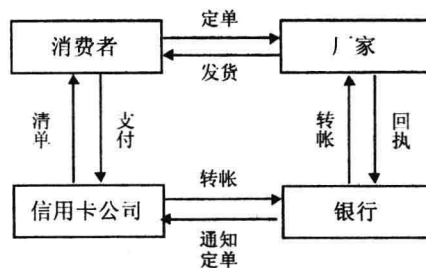 定单
消费者
厂家
发货
清单
支付
转帐
回执
转帐
信用卡公司
银行
通知
定单